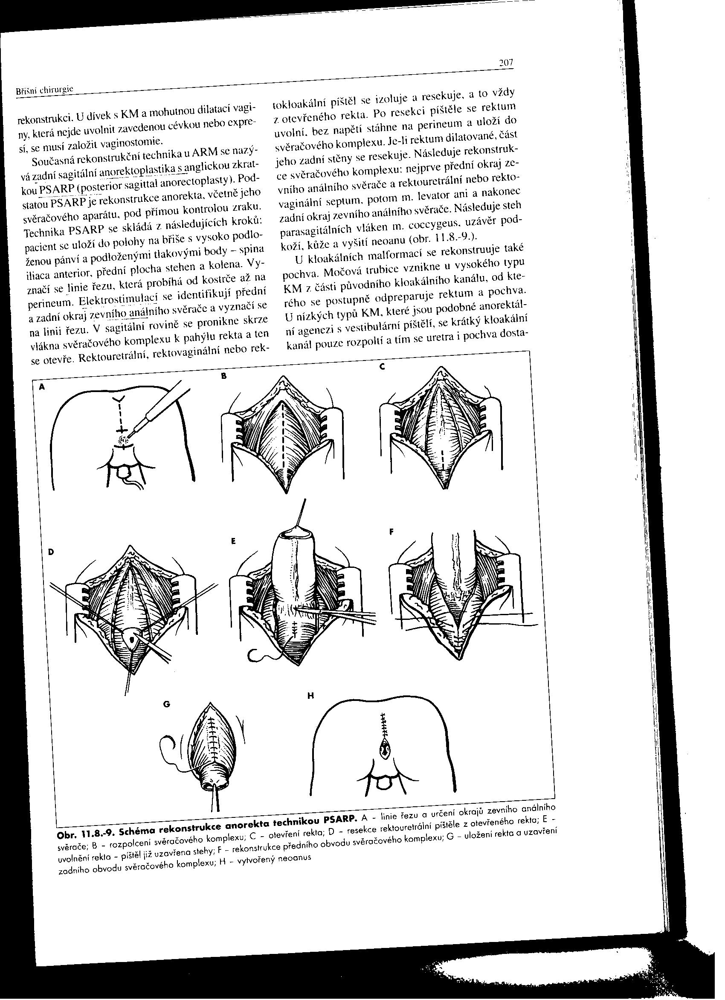 207
Břišní chirurgie
rekonstrukci. U dívek s KM a mohutnou dilatací vagi-
ny, která nejde uvolnit zavedenou cévkou nebo expre-
sí, se musí založit vaginostomie.
Současná rekonstrukční technika u ARM se nazý-
vá zadní sagitální anorektoplastika s anglickou zkrat-
kou PSARP (posterior sagittal anorectoplasty). Pod-
statou PSARP je rekonstrukce anorekta, včetně jeho
svěračového aparátu, pod přímou kontrolou zraku.
Technika PSARP se skládá z následujících kroků:
pacient se uloží do polohy na břiše s vysoko podlo-
ženou pánví a podloženými tlakovými body – spina
iliaca anterior, přední plocha stehen a kolena. Vy-
značí se linie řezu, která probíhá od kostrče až na
perineum. Elektrostimulací se identifikují přední
a zadní okraj zevního análního svěrače a vyznačí se
na linii řezu. V sagitální rovině se pronikne skrze
vlákna svěračového komplexu k pahýlu rekta a ten
se otevře. Rektouretrální, rektovaginální nebo rek-
tokloakální píštěl se izoluje a resekuje, a to vždy
z otevřeného rekta. Po resekci píštěle se rektum
uvolní, bez napětí stáhne na perineum a uloží do
svěračového komplexu. Je-li rektum dilatované, část
jeho zadní stěny se resekuje. Následuje rekonstruk-
ce svěračového komplexu: nejprve přední okraj ze-
vního análního svěrače a rektouretrální nebo rekto-
vaginální septum, potom m. levator ani a nakonec
zadní okraj zevního análního svěrače. Následuje steh
parasagitálních vláken m. coccygeus, uzávěr pod-
koží, kůže a vyšití neoanu (obr. 11.8.-9.).
U kloakálních malformací se rekonstruuje také
pochva. Močová trubice vznikne u vysokého typu
KM z části původního kloakálního kanálu, od kte-
rého se postupně odpreparuje rektum a pochva.
U nízkých typů KM, které jsou podobné anorektál-
ní agenezi s vestibulární píštělí, se krátký kloakální
kanál pouze rozpoltí a tím se uretra i pochva dosta-
A
B
C
D
E
F
G
H
Obr. 11.8.-9. Schéma rekonstrukce anorekta technikou PSARP. A – linie řezu a určení okrajů zevního análního
svěrače; B – rozpolcení svěračového komplexu; C – otevření rekta; D – resekce rektouretrální píštěle z otevřeného rekta; E –
uvolnění rekta – píštěl již uzavřena stehy; F – rekonstrukce předního obvodu svěračového komplexu; G – uložení rekta a uzavření
zadního obvodu svěračového komplexu; H – vytvořený neoanus